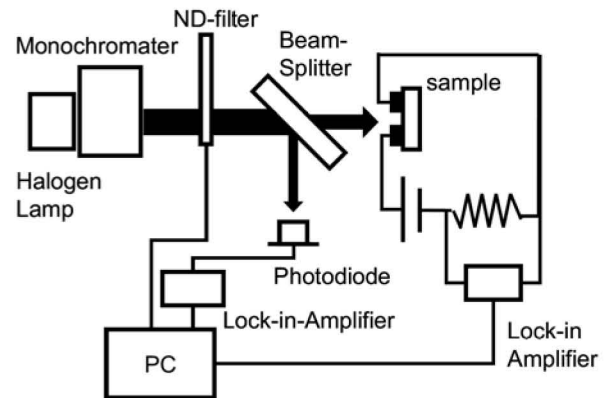 ND-filter
Monochromater
Beam-
Splitter
sample
Halogen
Lamp
Photodiode
Lock-in-Amplifier
Lock-in
Amplifier
PC